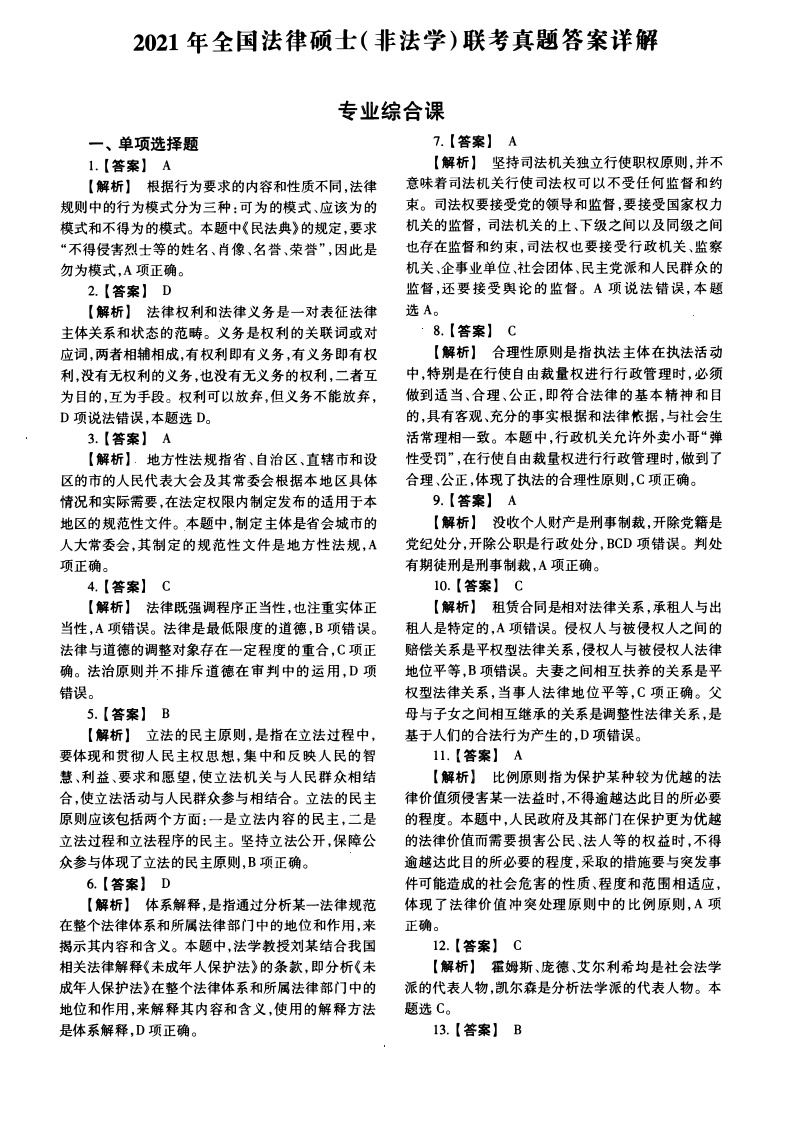 2021 年全国法律硕士(非法学)联考真题答案详解
专业综合课
一、单项选择题
1.【答案】 A
【解析】 根据行为要求的内容和性质不同,法律
规则中的行为模式分为三种:可为的模式、应该为的
模式和不得为的模式。本题中《民法典》的规定,要求
“不得侵害烈士等的姓名、肖像、名誉、荣誉”,因此是
勿为模式,A 项正确。
2.【答案】 D
【解析】 法律权利和法律义务是一对表征法律
主体关系和状态的范畴。义务是权利的关联词或对
应词,两者相辅相成,有权利即有义务,有义务即有权
利,没有无权利的义务,也没有无义务的权利,二者互
为目的,互为手段。权利可以放弃,但义务不能放弃,
D 项说法错误,本题选 D。
3.【答案】 A
【解析】 地方性法规指省、自治区、直辖市和设
区的市的人民代表大会及其常委会根据本地区具体
情况和实际需要,在法定权限内制定发布的适用于本
地区的规范性文件。本题中,制定主体是省会城市的
人大常委会,其制定的规范性文件是地方性法规,A
项正确。
4.【答案】 C
【解析】 法律既强调程序正当性,也注重实体正
当性,A 项错误。法律是最低限度的道德,B 项错误。
法律与道德的调整对象存在一定程度的重合,C 项正
确。法治原则并不排斥道德在审判中的运用,D 项
错误。
5.【答案】 B
【解析】 立法的民主原则,是指在立法过程中,
要体现和贯彻人民主权思想,集中和反映人民的智
慧、利益、要求和愿望,使立法机关与人民群众相结
合,使立法活动与人民群众参与相结合。立法的民主
原则应该包括两个方面:一是立法内容的民主,二是
立法过程和立法程序的民主。坚持立法公开,保障公
众参与体现了立法的民主原则,B 项正确。
6.【答案】 D
【解析】 体系解释,是指通过分析某一法律规范
在整个法律体系和所属法律部门中的地位和作用,来
揭示其内容和含义。本题中,法学教授刘某结合我国
相关法律解释《未成年人保护法》的条款,即分析《未
成年人保护法》在整个法律体系和所属法律部门中的
地位和作用,来解释其内容和含义,使用的解释方法
是体系解释,D 项正确。
7.【答案】 A
【解析】 坚持司法机关独立行使职权原则,并不
意味着司法机关行使司法权可以不受任何监督和约
束。司法权要接受党的领导和监督,要接受国家权力
机关的监督, 司法机关的上、下级之间以及同级之间
也存在监督和约束,司法权也要接受行政机关、监察
机关、企事业单位、社会团体、民主党派和人民群众的
监督,还要接受舆论的监督。A 项说法错误,本题
选 A。
8.【答案】 C
【解析】 合理性原则是指执法主体在执法活动
中,特别是在行使自由裁量权进行行政管理时,必须
做到适当、合理、公正,即符合法律的基本精神和目
的,具有客观、充分的事实根据和法律依据,与社会生
活常理相一致。本题中,行政机关允许外卖小哥“弹
性受罚”,在行使自由裁量权进行行政管理时,做到了
合理、公正,体现了执法的合理性原则,C 项正确。
9.【答案】 A
【解析】 没收个人财产是刑事制裁,开除党籍是
党纪处分,开除公职是行政处分,BCD 项错误。判处
有期徒刑是刑事制裁,A 项正确。
10.【答案】 C
【解析】 租赁合同是相对法律关系,承租人与出
租人是特定的,A 项错误。侵权人与被侵权人之间的
赔偿关系是平权型法律关系,侵权人与被侵权人法律
地位平等,B 项错误。夫妻之间相互扶养的关系是平
权型法律关系,当事人法律地位平等,C 项正确。父
母与子女之间相互继承的关系是调整性法律关系,是
基于人们的合法行为产生的,D 项错误。
11.【答案】 A
【解析】 比例原则指为保护某种较为优越的法
律价值须侵害某一法益时,不得逾越达此目的所必要
的程度。本题中,人民政府及其部门在保护更为优越
的法律价值而需要损害公民、法人等的权益时,不得
逾越达此目的所必要的程度,采取的措施要与突发事
件可能造成的社会危害的性质、程度和范围相适应,
体现了法律价值冲突处理原则中的比例原则,A 项
正确。
12.【答案】 C
【解析】 霍姆斯、庞德、艾尔利希均是社会法学
派的代表人物,凯尔森是分析法学派的代表人物。本
题选 C。
13.【答案】 B